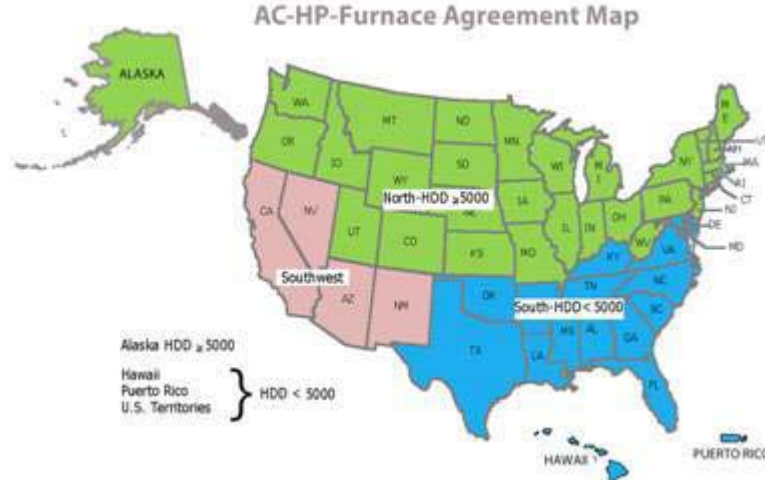 AC-HP-Furnace Agreement Map
ALASKA
WA
MT
ND
MN
OR
ID
WY
SD
WI
MI
ME
NY
MA
CT
PA
NJ
DE
MD
North-HDD ≥5000
IA
IL
IN
OH
WV
VA
KY
CA
NV
UT
CO
KS
MO
Southwest
AZ
NM
OK
TN
NC
South-HDD < 5000
SC
MS
AL
GA
TX
LA
FL
Alaska HDD ≥ 5000
Hawaii
Puerto Rico
U.S. Territories
HDD < 5000
HAWAII
PUERTO RICO